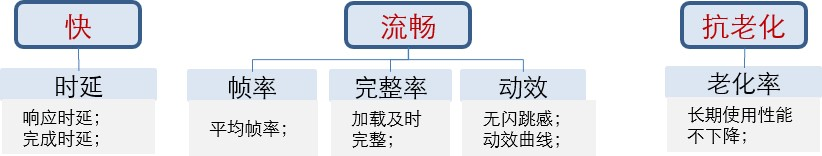 快
流畅
抗老化
时延
帧率
完整率
动效
老化率
响应时延；
完成时延；
平均帧率；
加载及时
完整；
无闪跳感；
动效曲线；
长期使用性能
不下降；